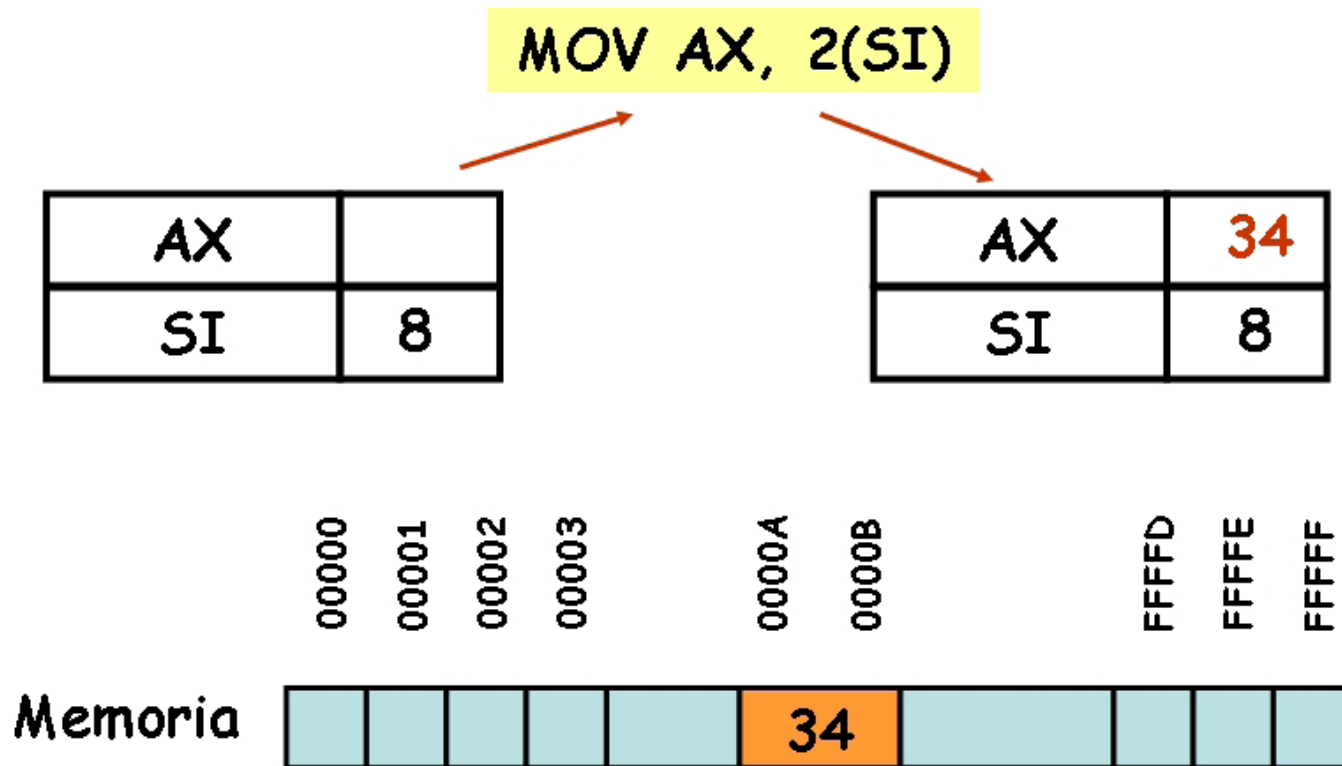 MOV AX, 2(SI)
AX
SI 8
AX 34
SI 8
00000 00001 00002 00003 0000A 0000B FFFFD FFFFE FFFFF
Memoria 34